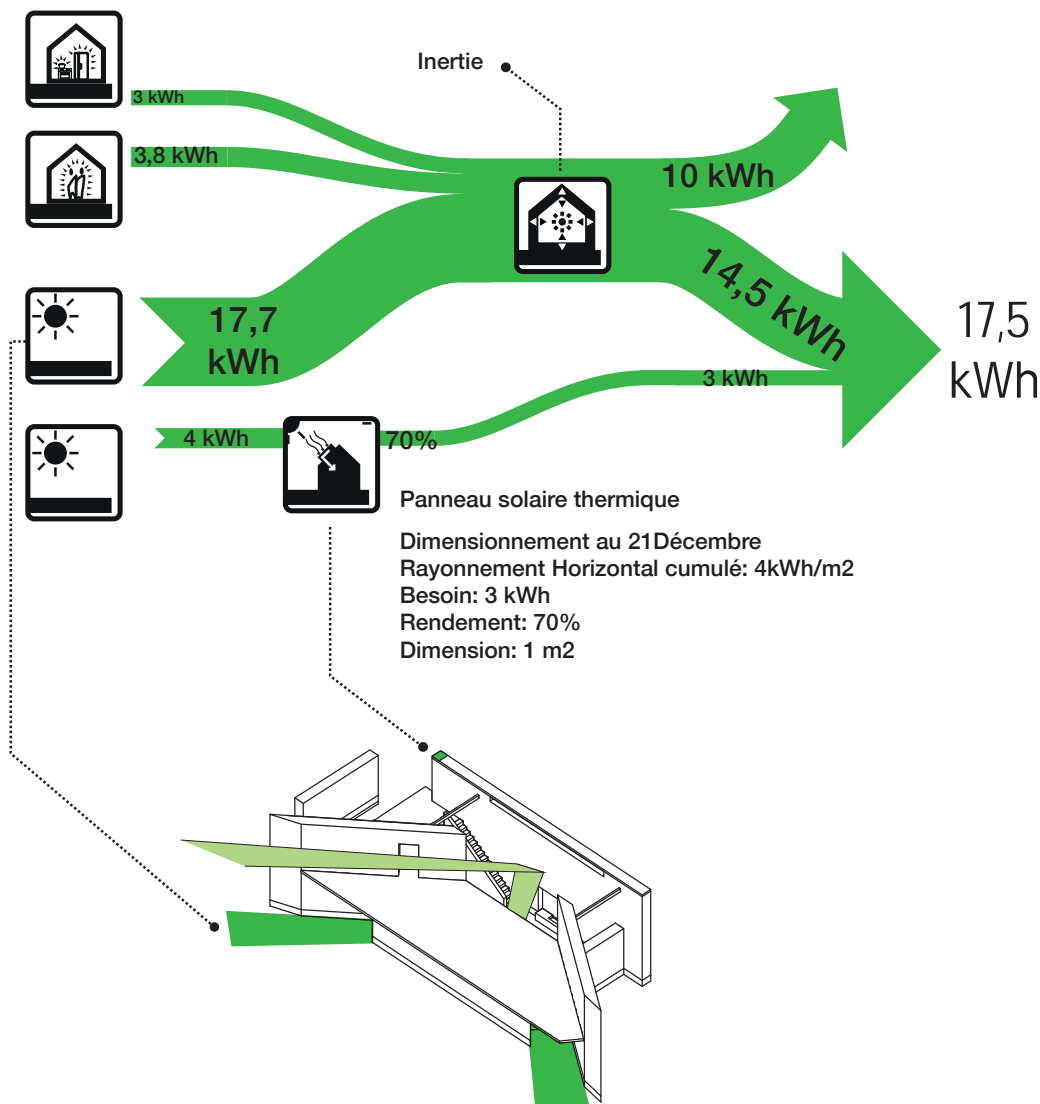 Inertie
3 kWh
3,8 kWh
10 kWh
17,7
kWh
14,5 kWh
17,5
kWh
3 kWh
4 kWh
70%
Panneau solaire thermique
Dimensionnement au 21Décembre
Rayonnement Horizontal cumulé: 4kWh/m2
Besoin: 3 kWh
Rendement: 70%
Dimension: 1 m2